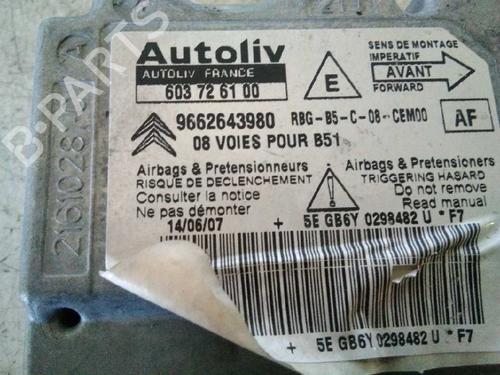 Autoliv
AUTOLIV FRANCE
603 72 61 00
E
SENS DE MONTAGE
IMPERATIF
AVANT
FORWARD
9662643980 RBG-B5-C-08-CEM00
AF
08 VOIES POUR B51
Airbags & Pretensionneurs
RISQUE DE DECLENCHEMENT
Consulter la notice
Ne pas démonter
14/06/07
Airbags & Pretensioners
TRIGGERING HASARD
Do not remove
Read manual
+ 5E GB6Y 0298482 U * F7
+ 5E GB6Y 0298482 U * F7
B-PARTS